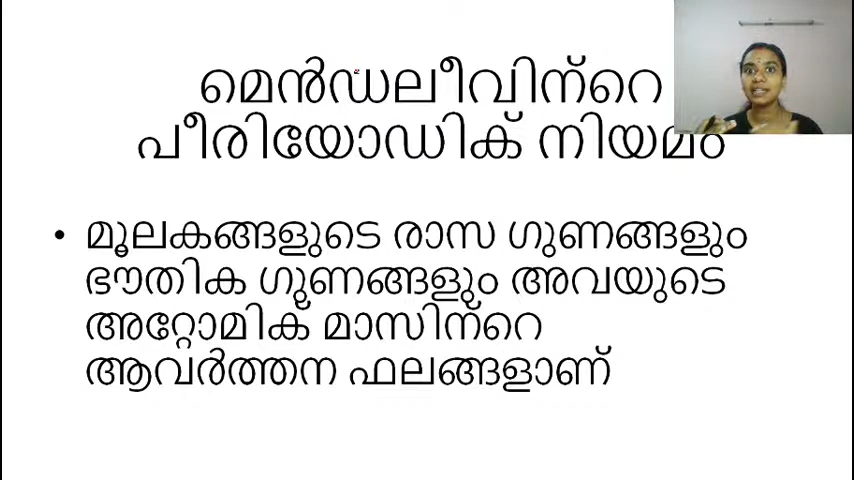 മെൻഡലീവിന്റെ
പീരിയോഡിക് നിയമം
• മൂലകങ്ങളുടെ രാസ ഗുണങ്ങളും
ഭൗതിക ഗുണങ്ങളും അവയുടെ
അറ്റോമിക് മാസിന്റെ
ആവർത്തന ഫലങ്ങളാണ്